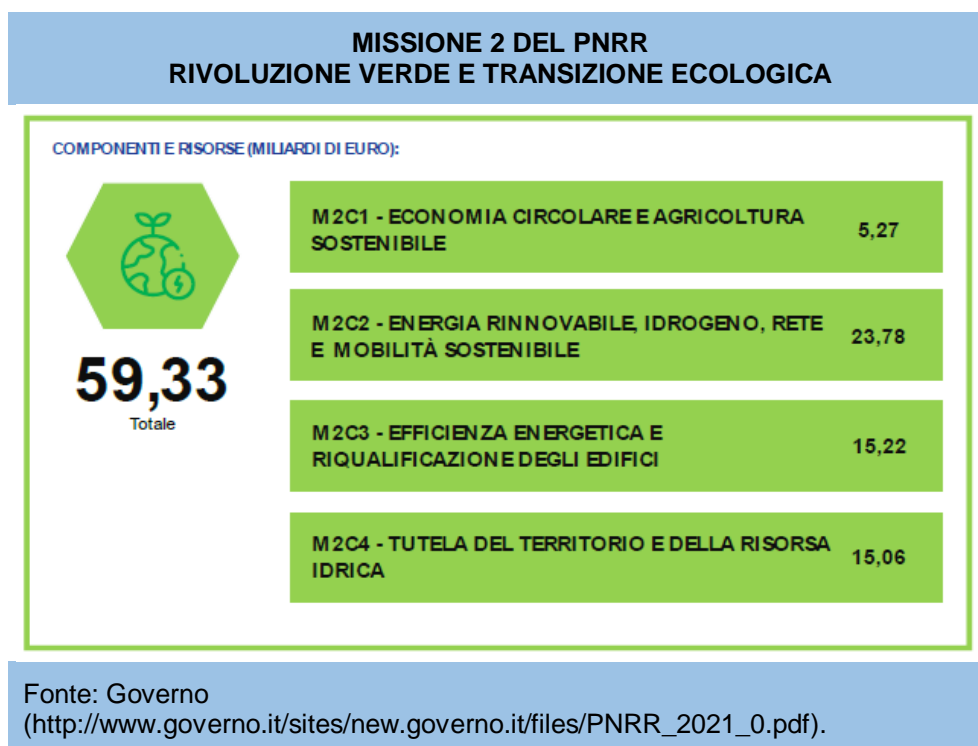 MISSIONE 2 DEL PNRR
RIVOLUZIONE VERDE E TRANSIZIONE ECOLOGICA
COMPONENTI E RISORSE (MILIARDI DI EURO):
59,33
Totale
M2C1 - ECONOMIA CIRCOLARE E AGRICOLTURA
SOSTENIBILE
5,27
M2C2 - ENERGIA RINNOVABILE, IDROGENO, RETE
E MOBILITÀ SOSTENIBILE
23,78
M2C3 - EFFICIENZA ENERGETICA E
RIQUALIFICAZIONE DEGLI EDIFICI
15,22
M2C4 - TUTELA DEL TERRITORIO E DELLA RISORSA
IDRICA
15,06
Fonte: Governo
(http://www.governo.it/sites/new.governo.it/files/PNRR_2021_0.pdf).